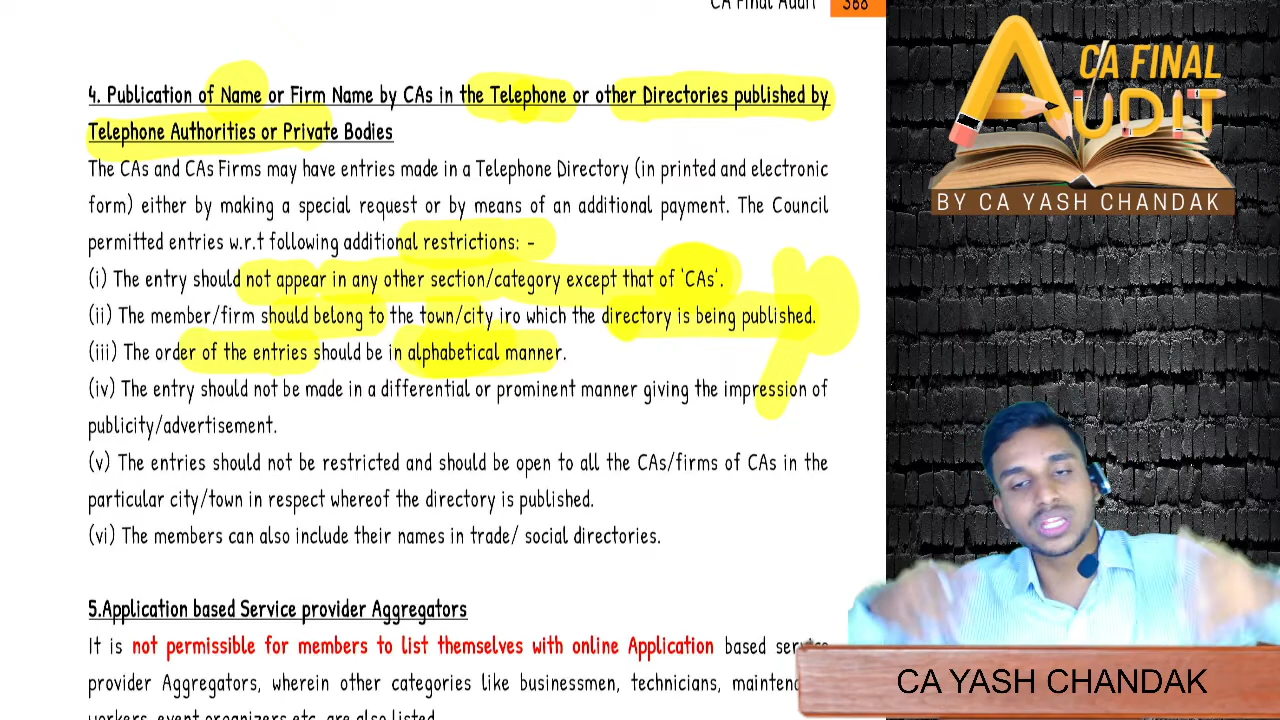 CA Final Audit 368
4. Publication of Name or Firm Name by CAs in the Telephone or other Directories published by
Telephone Authorities or Private Bodies
The CAs and CAs Firms may have entries made in a Telephone Directory (in printed and electronic
form) either by making a special request or by means of an additional payment. The Council
permitted entries w.r.t following additional restrictions: -
(i) The entry should not appear in any other section/category except that of 'CAs'.
(ii) The member/firm should belong to the town/city iro which the directory is being published.
(iii) The order of the entries should be in alphabetical manner.
(iv) The entry should not be made in a differential or prominent manner giving the impression of
publicity/advertisement.
(v) The entries should not be restricted and should be open to all the CAs/firms of CAs in the
particular city/town in respect whereof the directory is published.
(vi) The members can also include their names in trade/ social directories.
5.Application based Service provider Aggregators
It is not permissible for members to list themselves with online Application based service
provider Aggregators, wherein other categories like businessmen, technicians,
workers, event organizers etc. are also listed
CA FINAL
AUDIT
BY CA YASH CHANDAK
CA YASH CHANDAK